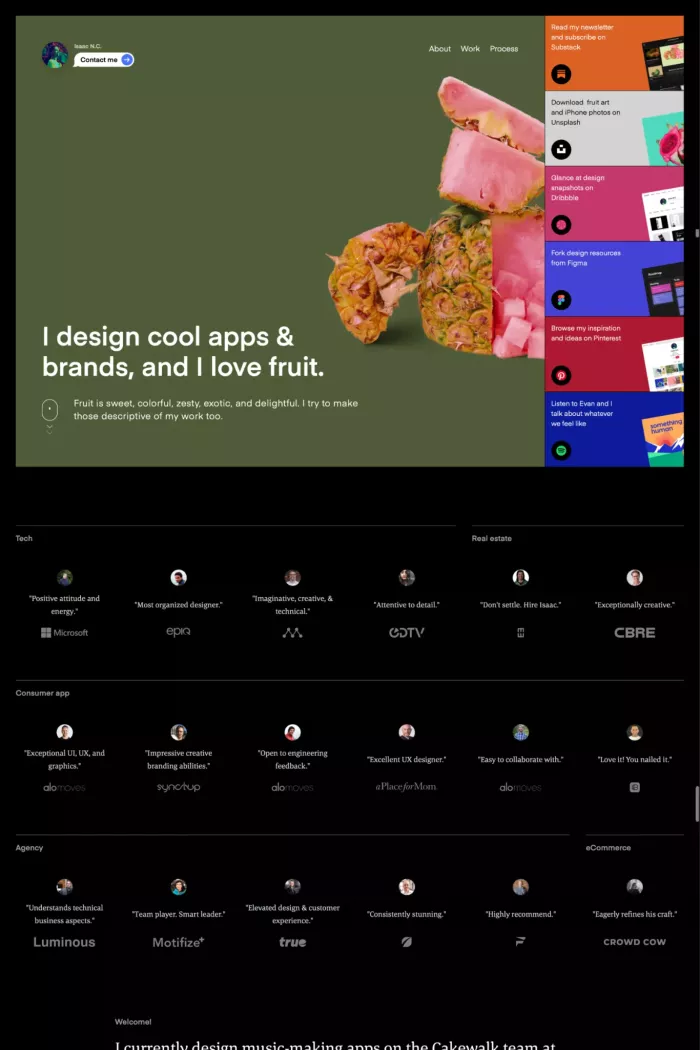 Isaac N.C.
Contact me
About Work Process
I design cool apps &
brands, and I love fruit.
Fruit is sweet, colorful, zesty, exotic, and delightful. I try to make
those descriptive of my work too.
Read my newsletter
and subscribe on
Substack
Download fruit art
and iPhone photos on
Unsplash
Glance at design
snapshots on
Dribbble
Fork design resources
from Figma
Browse my inspiration
and ideas on Pinterest
Listen to Evan and I
talk about whatever
we feel like
something
human
Tech
Real estate
"Positive attitude and
energy."
Microsoft
"Most organized designer."
epiq
"Imaginative, creative, &
technical."
"Attentive to detail."
GDTV
"Don't settle. Hire Isaac."
"Exceptionally creative."
CBRE
Consumer app
"Exceptional UI, UX, and
graphics."
alomoves
"Impressive creative
branding abilities."
"Open to engineering
feedback."
alomoves
"Excellent UX designer."
aPlaceforMom
"Easy to collaborate with."
alomoves
"Love it! You nailed it."
Agency
eCommerce
"Understands technical
business aspects."
Luminous
"Team player. Smart leader."
Motifize+
"Elevated design & customer
experience."
true
"Consistently stunning."
"Highly recommend."
"Eagerly refines his craft."
CROWD COW
Welcome!
I currently design music-making apps on the Cakewalk team at